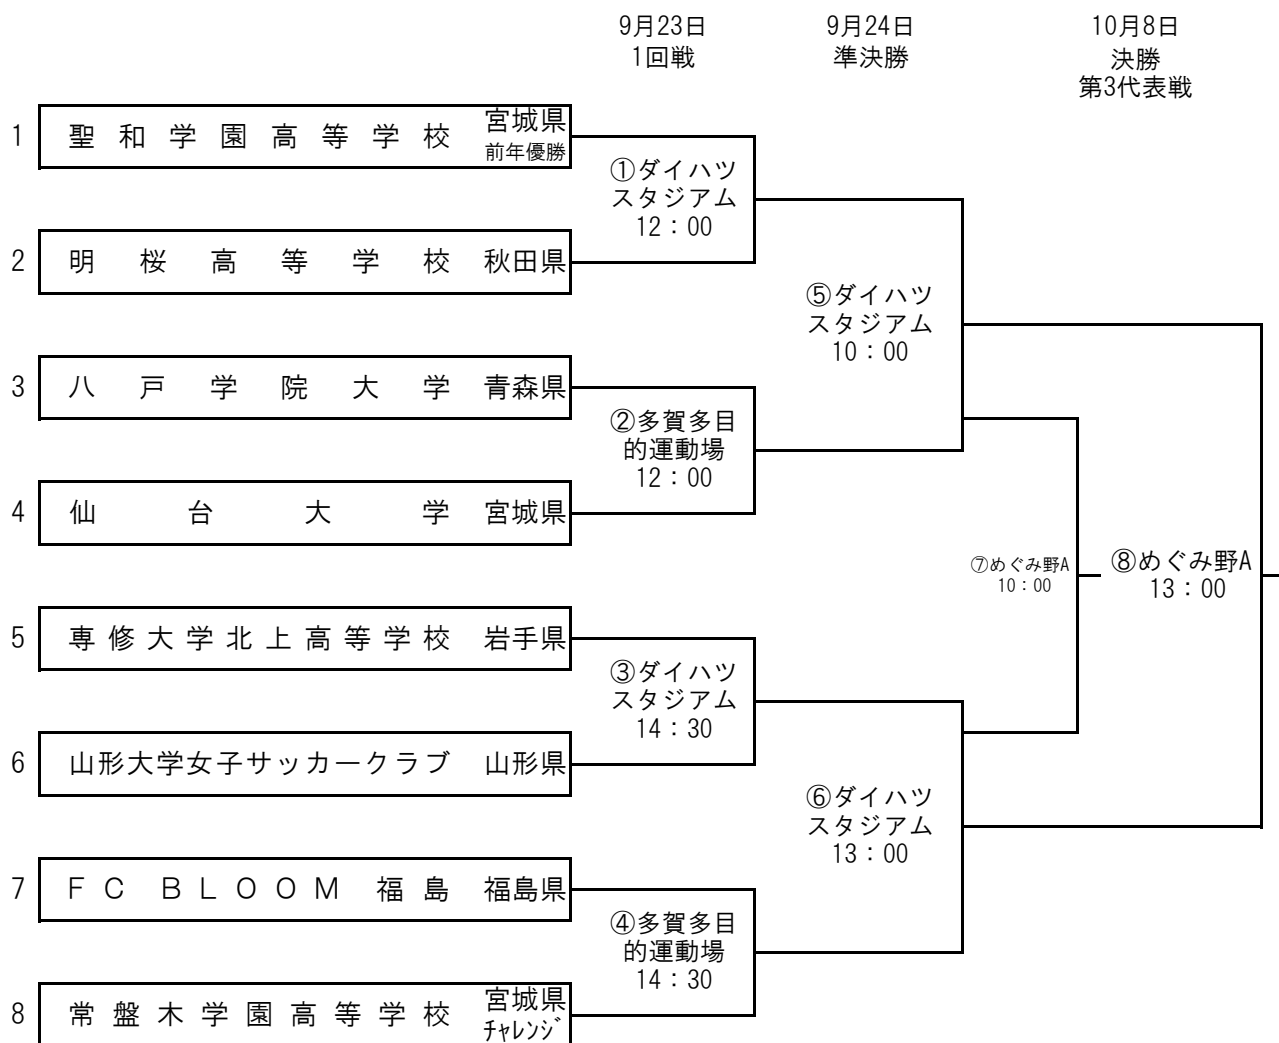 9月23日
1回戦
9月24日
準決勝
10月8日
決勝
第3代表戦
1 聖和学園高等学校 宮城県
前年優勝
①ダイハツ
スタジアム
12：00
2 明桜高等学校 秋田県
⑤ダイハツ
スタジアム
10：00
3 八戸学院大学 青森県
②多賀多目
的運動場
12：00
4 仙台大学 宮城県
⑦めぐみ野A
10：00
⑧めぐみ野A
13：00
5 専修大学北上高等学校 岩手県
③ダイハツ
スタジアム
14：30
6 山形大学女子サッカークラブ 山形県
⑥ダイハツ
スタジアム
13：00
7 ＦＣ ＢＬＯＯＭ 福島 福島県
④多賀多目
的運動場
14：30
8 常盤木学園高等学校 宮城県
ﾁｬﾚﾝｼﾞ